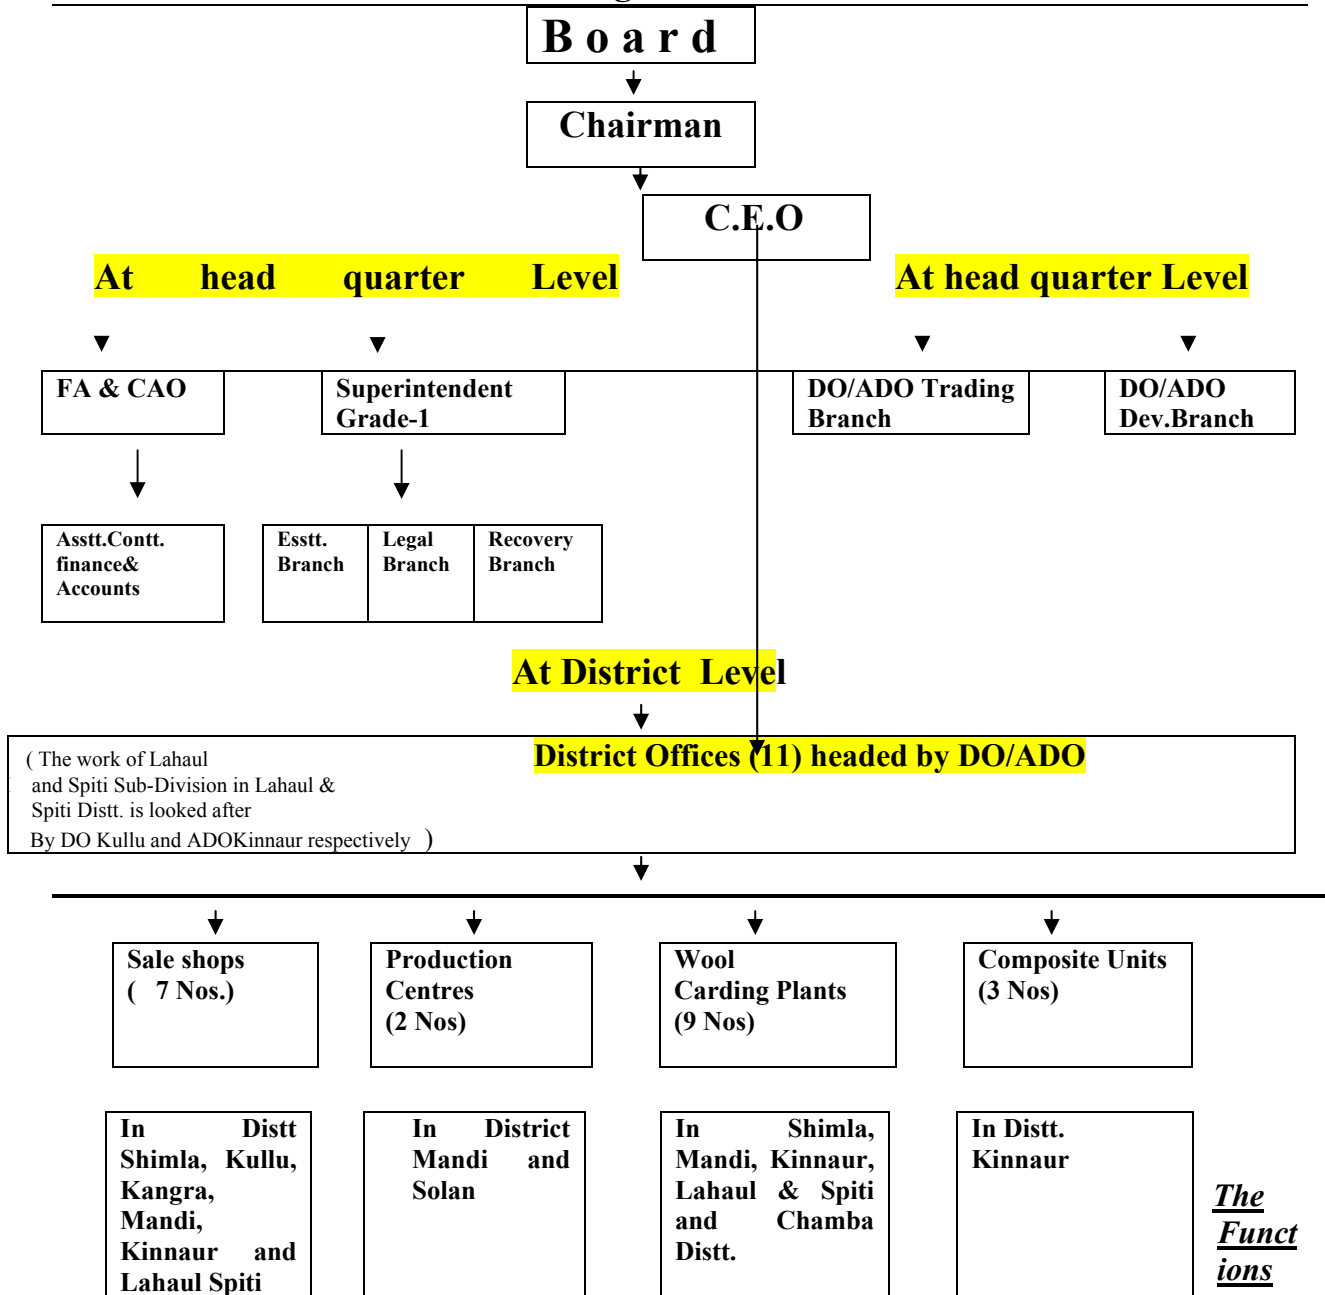 B o a r d
Chairman
C.E.O
At head quarter Level
At head quarter Level
FA & CAO
Superintendent
Grade-1
DO/ADO Trading
Branch
DO/ADO
Dev.Branch
Asstt.Contt.
finance&
Accounts
Esstt.
Branch
Legal
Branch
Recovery
Branch
At District Level
District Offices (11) headed by DO/ADO
( The work of Lahaul
and Spiti Sub-Division in Lahaul &
Spiti Distt. is looked after
By DO Kullu and ADOKinnaur respectively )
Sale shops
( 7 Nos.)
Production
Centres
(2 Nos)
Wool
Carding Plants
(9 Nos)
Composite Units
(3 Nos)
In Distt
Shimla, Kullu,
Kangra,
Mandi,
Kinnaur and
Lahaul Spiti
In District
Mandi and
Solan
In Shimla,
Mandi, Kinnaur,
Lahaul & Spiti
and Chamba
Distt.
In Distt.
Kinnaur
The
Funct
ions